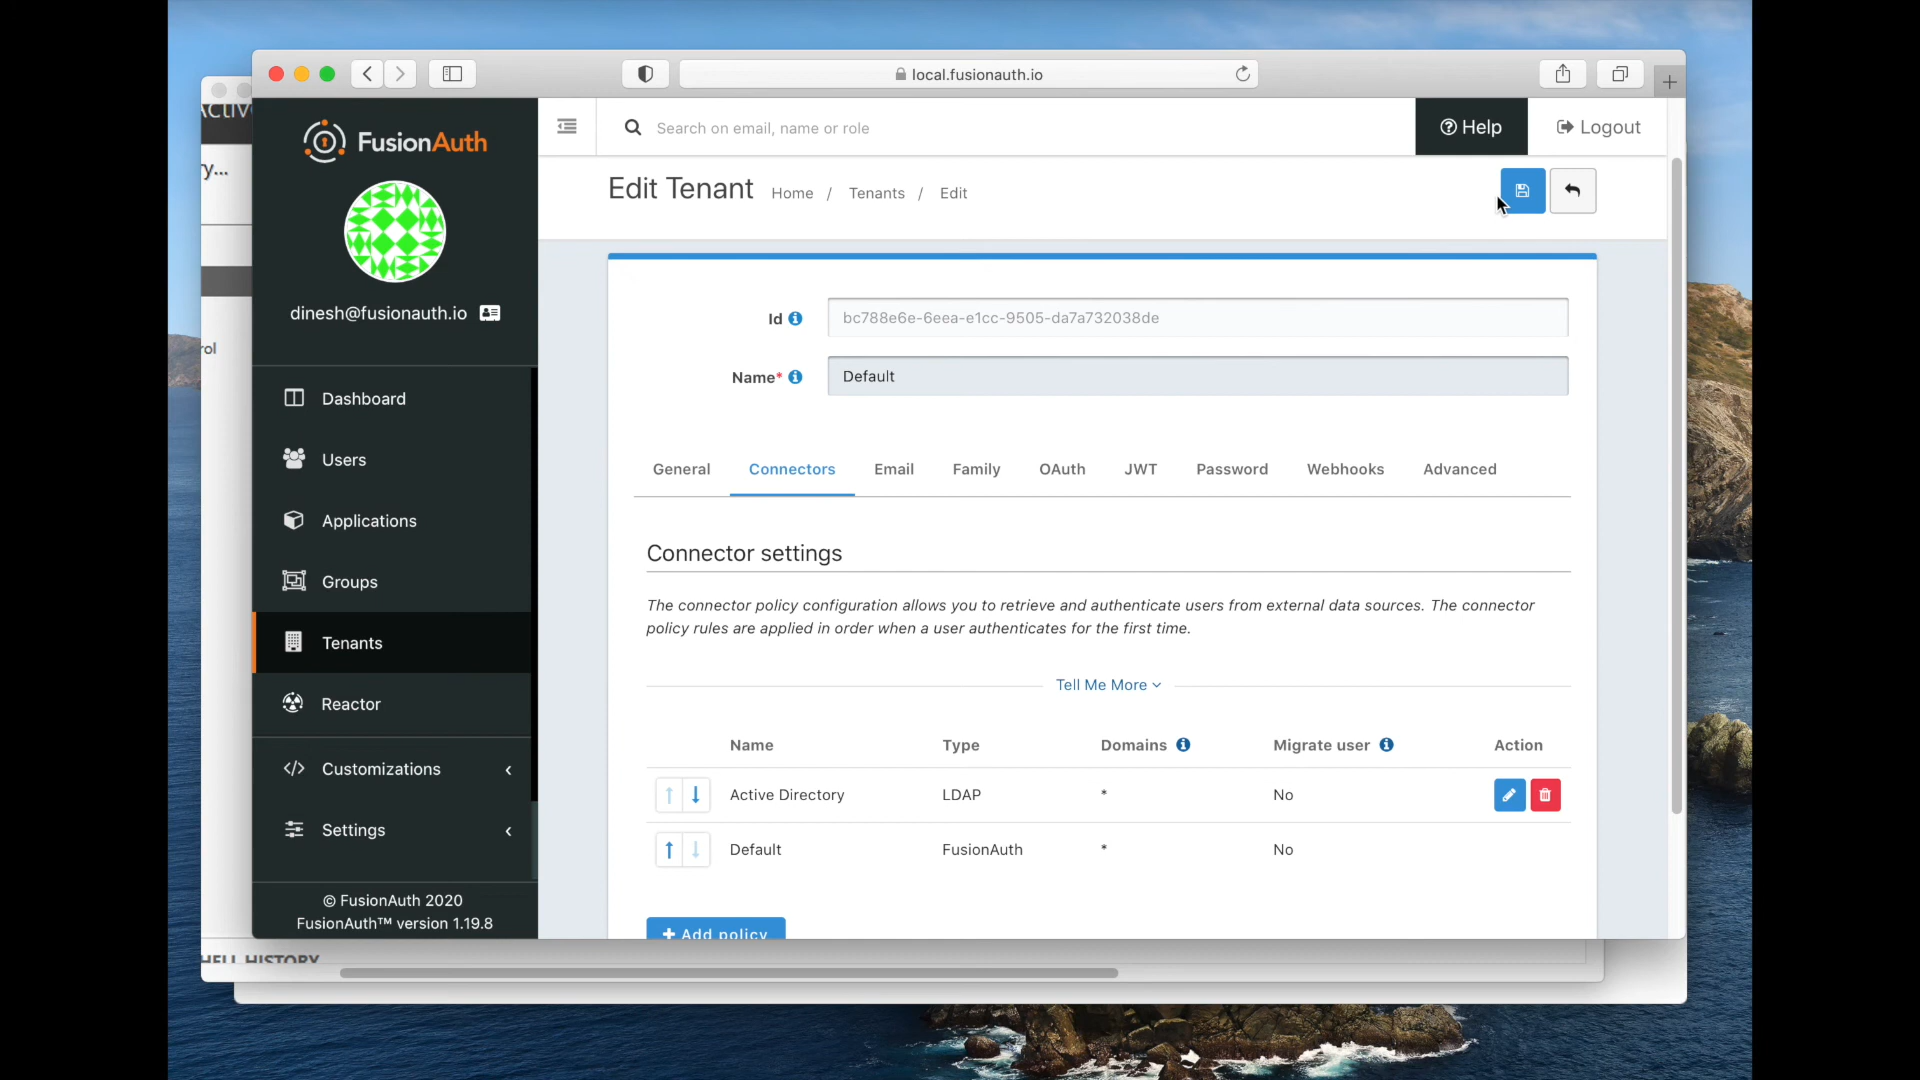 local.fusionauth.io
FusionAuth
Search on email, name or role
Help
Logout
Edit Tenant
Home / Tenants / Edit
dinesh@fusionauth.io
Id
bc788e6e-6eea-e1cc-9505-da7a732038de
Name*
Default
Dashboard
Users
Applications
Groups
Tenants
Reactor
Customizations
Settings
© FusionAuth 2020
FusionAuth™ version 1.19.8
General
Connectors
Email
Family
OAuth
JWT
Password
Webhooks
Advanced
Connector settings
The connector policy configuration allows you to retrieve and authenticate users from external data sources. The connector
policy rules are applied in order when a user authenticates for the first time.
Tell Me More
Name Type Domains Migrate user Action
Active Directory LDAP * No
Default FusionAuth * No
+ Add policy
y...
rol
HELL HISTORY